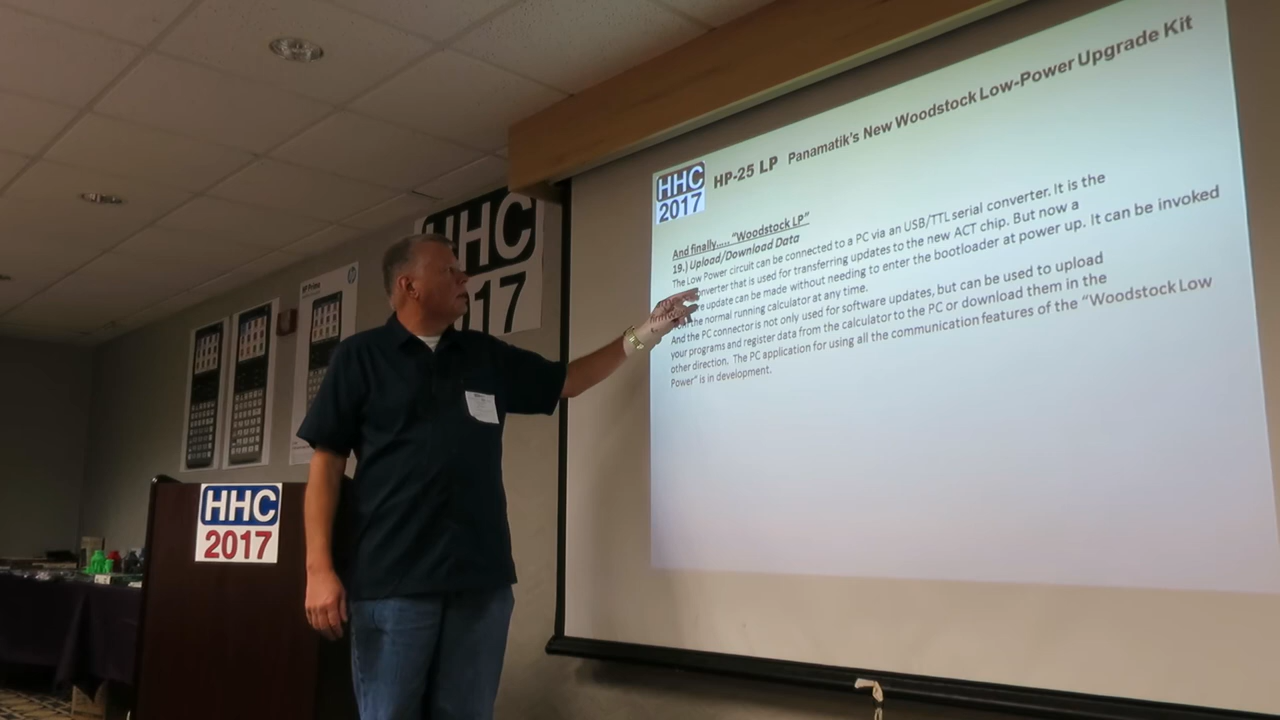 HHC
2017
HP-25 LP Panamatik's New Woodstock Low-Power Upgrade Kit
And finally..... "Woodstock LP"
19.) Upload/Download Data
The Low Power circuit can be connected to a PC via an USB/TTL serial converter. It is the
converter that is used for transferring updates to the new ACT chip. But now a
update can be made without needing to enter the bootloader at power up. It can be invoked
the normal running calculator at any time.
And the PC connector is not only used for software updates, but can be used to upload
your programs and register data from the calculator to the PC or download them in the
other direction. The PC application for using all the communication features of the "Woodstock Low
Power" is in development.
HHC
17
HP Prime
HHC
2017